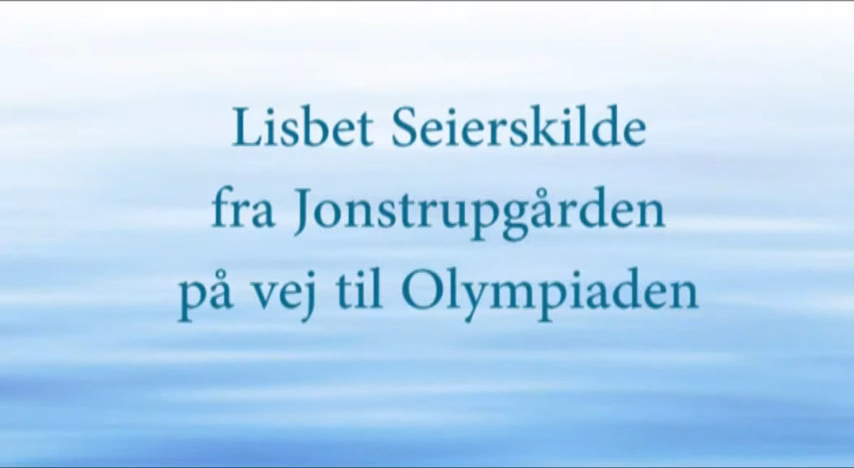 Lisbet Seierskilde
fra Jonstrupgården
på vej til Olympiaden